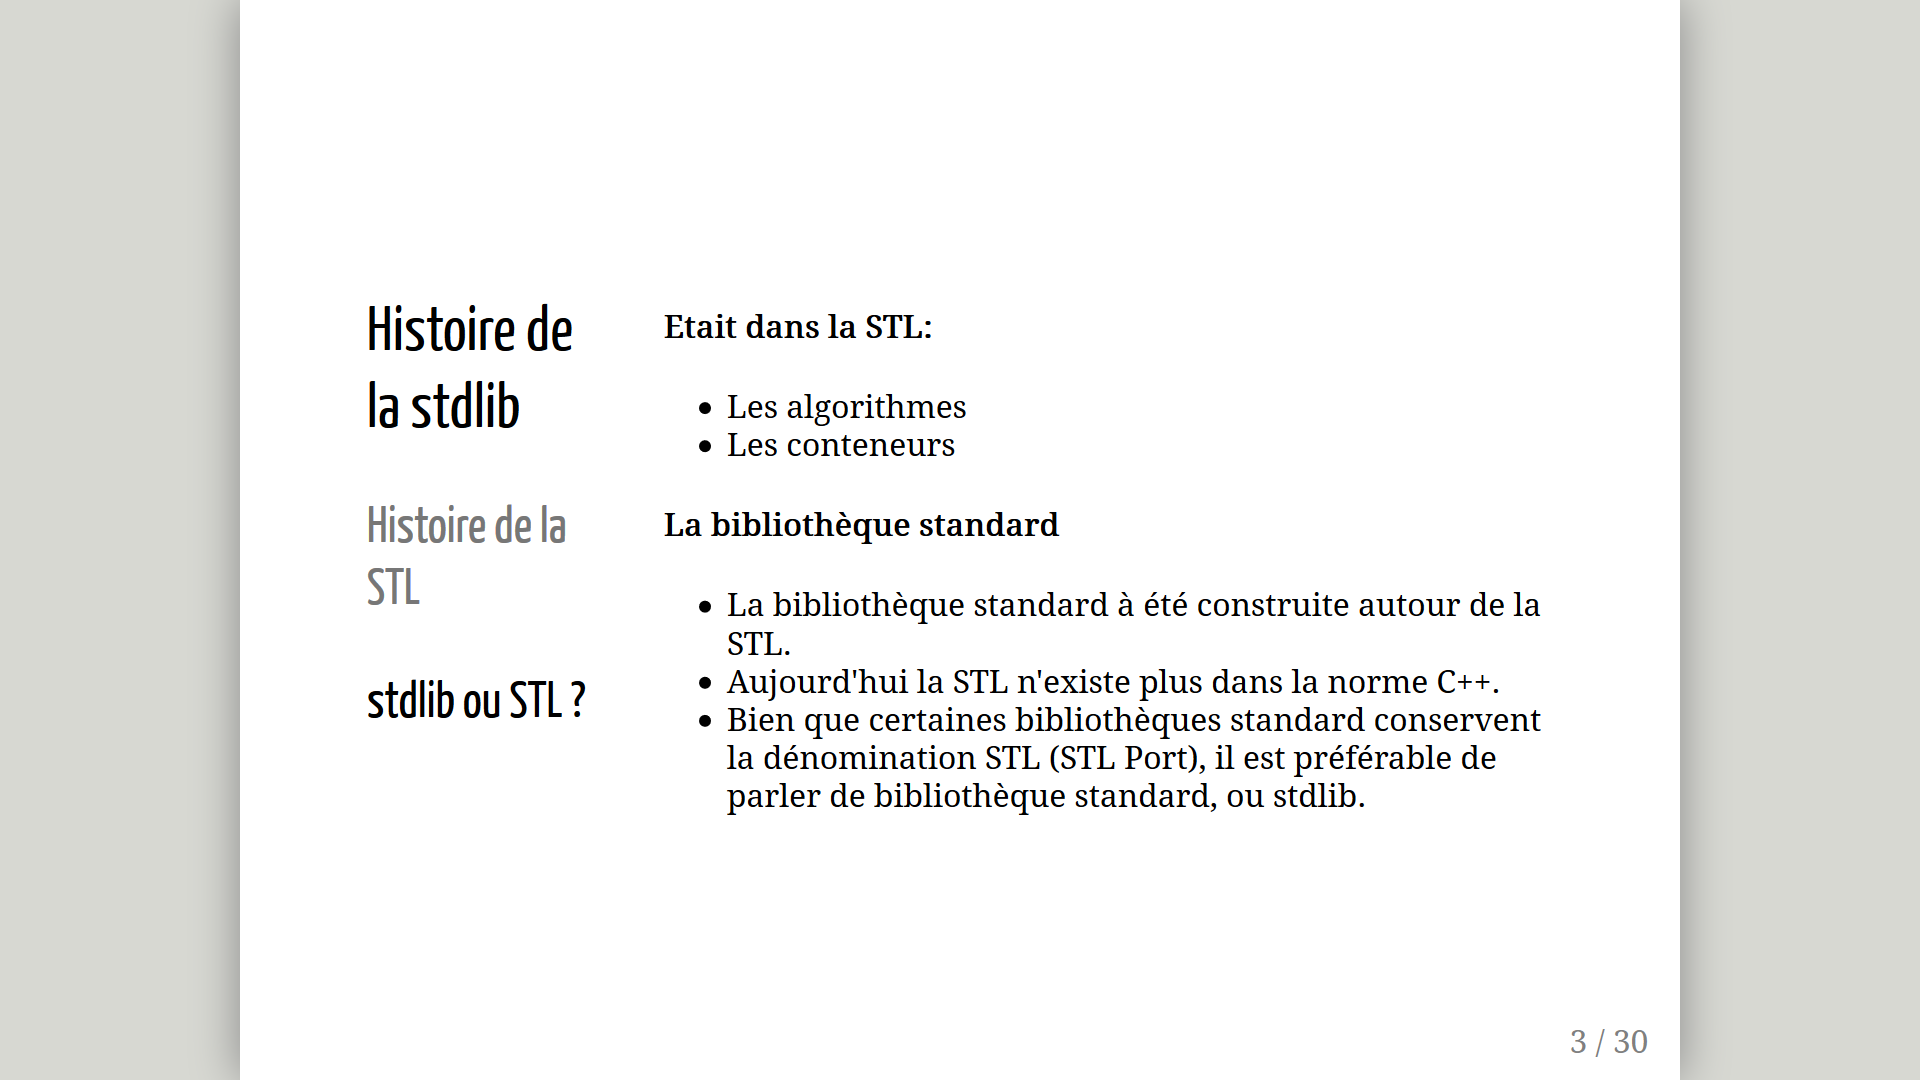 Histoire de
la stdlib
Histoire de la
STL
stdlib ou STL ?
Etait dans la STL:
Les algorithmes
Les conteneurs
La bibliothèque standard
La bibliothèque standard à été construite autour de la
STL.
Aujourd'hui la STL n'existe plus dans la norme C++.
Bien que certaines bibliothèques standard conservent
la dénomination STL (STL Port), il est préférable de
parler de bibliothèque standard, ou stdlib.
3 / 30